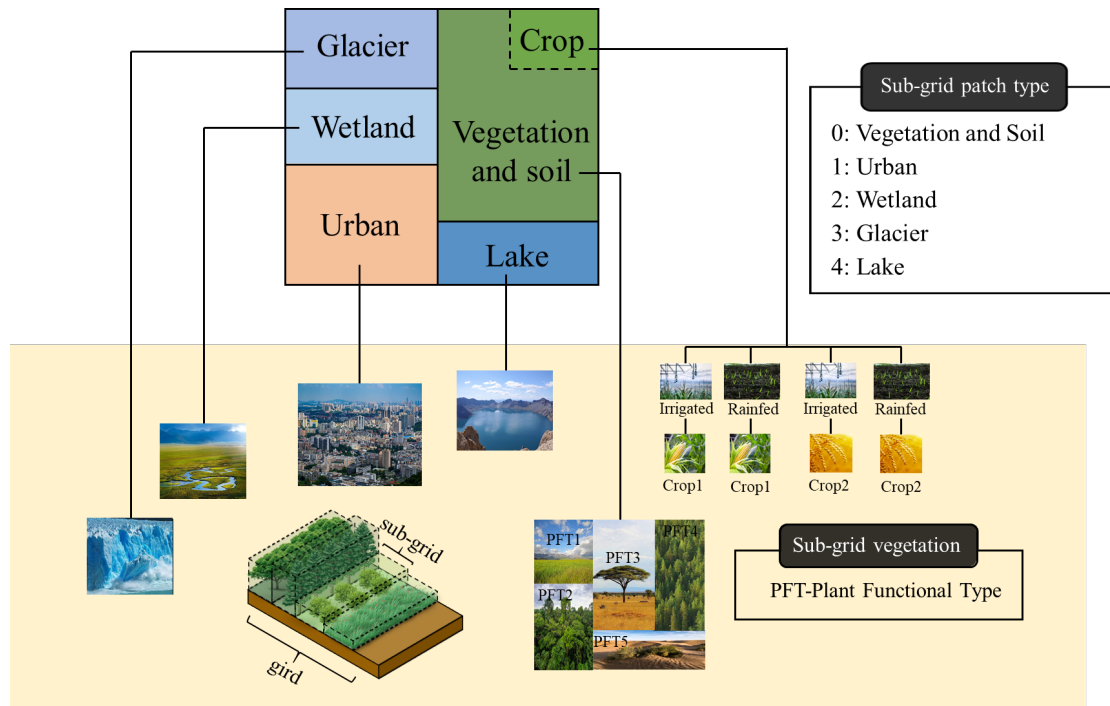 Glacier
Crop
Wetland
Vegetation
and soil
Urban
Lake
Sub-grid patch type
0: Vegetation and Soil
1: Urban
2: Wetland
3: Glacier
4: Lake
Irrigated
Rainfed
Irrigated
Rainfed
Crop1
Crop1
Crop2
Crop2
sub-grid
gird
PFT1
PFT2
PFT3
PFT4
PFT5
Sub-grid vegetation
PFT-Plant Functional Type